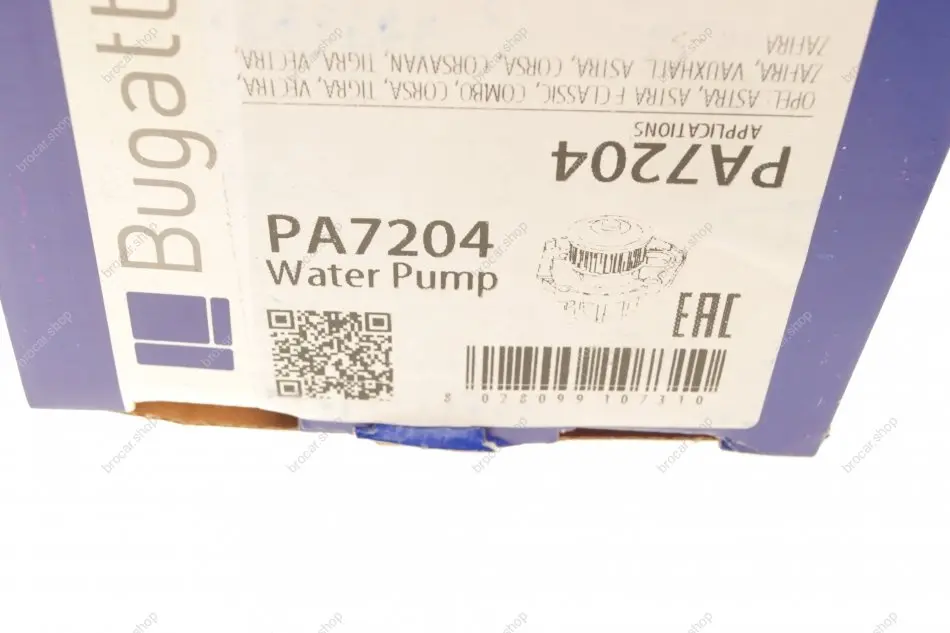 Bugatt
PA7204
Water Pump
EAC
8 028099 107310
PA7204
APPLICATIONS
OPEL: ASTRA, ASTRA F CLASSIC, COMBO, CORSA, TIGRA, VECTRA,
ZAFIRA, VAUXHALL: ASTRA, CORSA, CORSAVAN, TIGRA, VECTRA,
ZAFIRA
brocar.shop